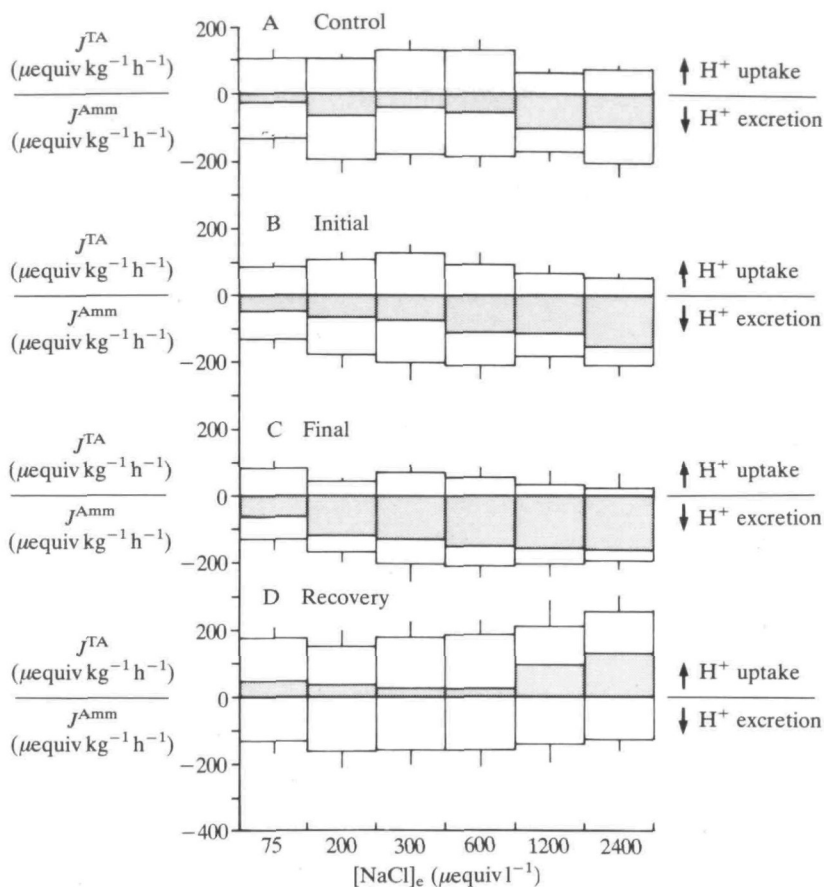 A Control
200
J^TA
(μequiv kg⁻¹ h⁻¹)
0
J^Amm
(μequiv kg⁻¹ h⁻¹)
−200
H⁺ uptake
H⁺ excretion
B Initial
200
J^TA
(μequiv kg⁻¹ h⁻¹)
0
J^Amm
(μequiv kg⁻¹ h⁻¹)
−200
H⁺ uptake
H⁺ excretion
C Final
200
J^TA
(μequiv kg⁻¹ h⁻¹)
0
J^Amm
(μequiv kg⁻¹ h⁻¹)
−200
H⁺ uptake
H⁺ excretion
D Recovery
200
J^TA
(μequiv kg⁻¹ h⁻¹)
0
J^Amm
(μequiv kg⁻¹ h⁻¹)
−200
−400
H⁺ uptake
H⁺ excretion
75 200 300 600 1200 2400
[NaCl]e (μequiv l⁻¹)